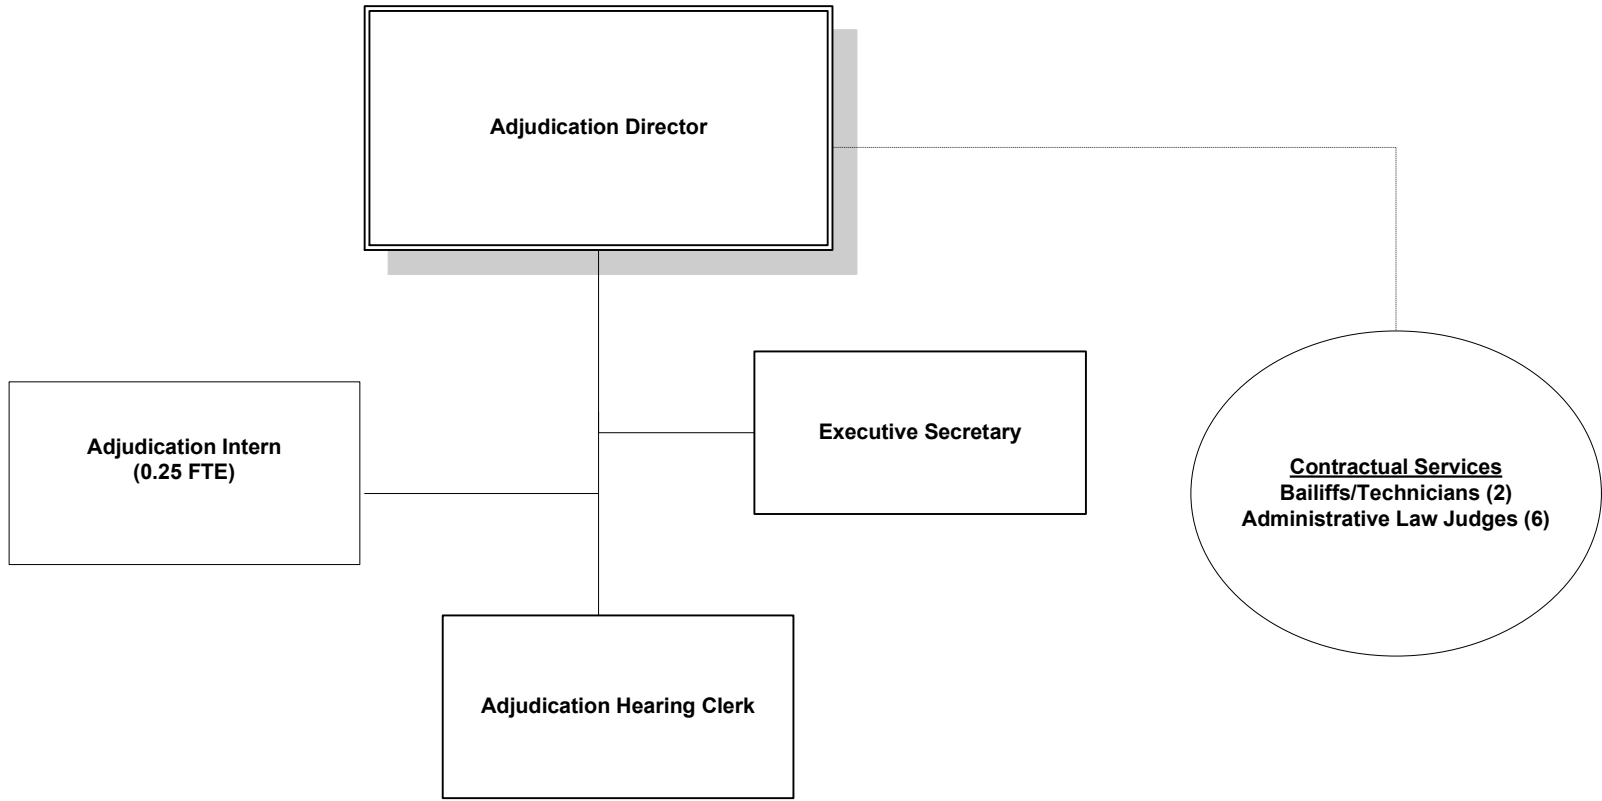 Adjudication Director
Executive Secretary
Adjudication Intern
(0.25 FTE)
Contractual Services
Bailiffs/Technicians (2)
Administrative Law Judges (6)
Adjudication Hearing Clerk